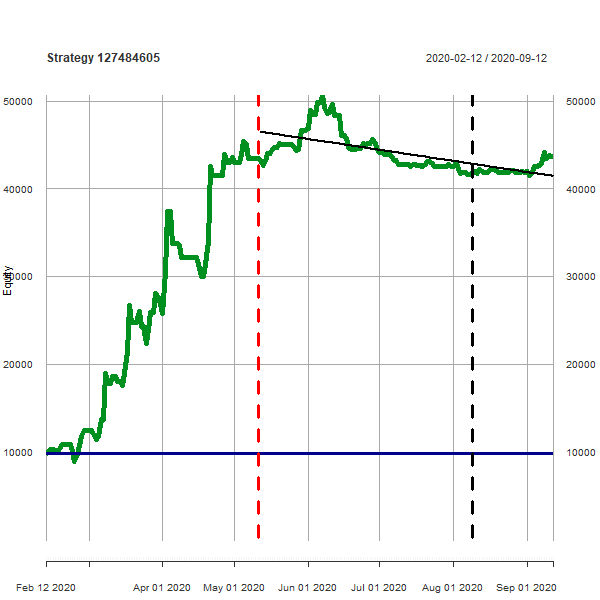 Strategy 127484605
2020-02-12 / 2020-09-12
50000 50000
40000 40000
30000 30000
Equity
20000 20000
10000 10000
Feb 12 2020 Apr 01 2020 May 01 2020 Jun 01 2020 Jul 01 2020 Aug 01 2020 Sep 01 2020